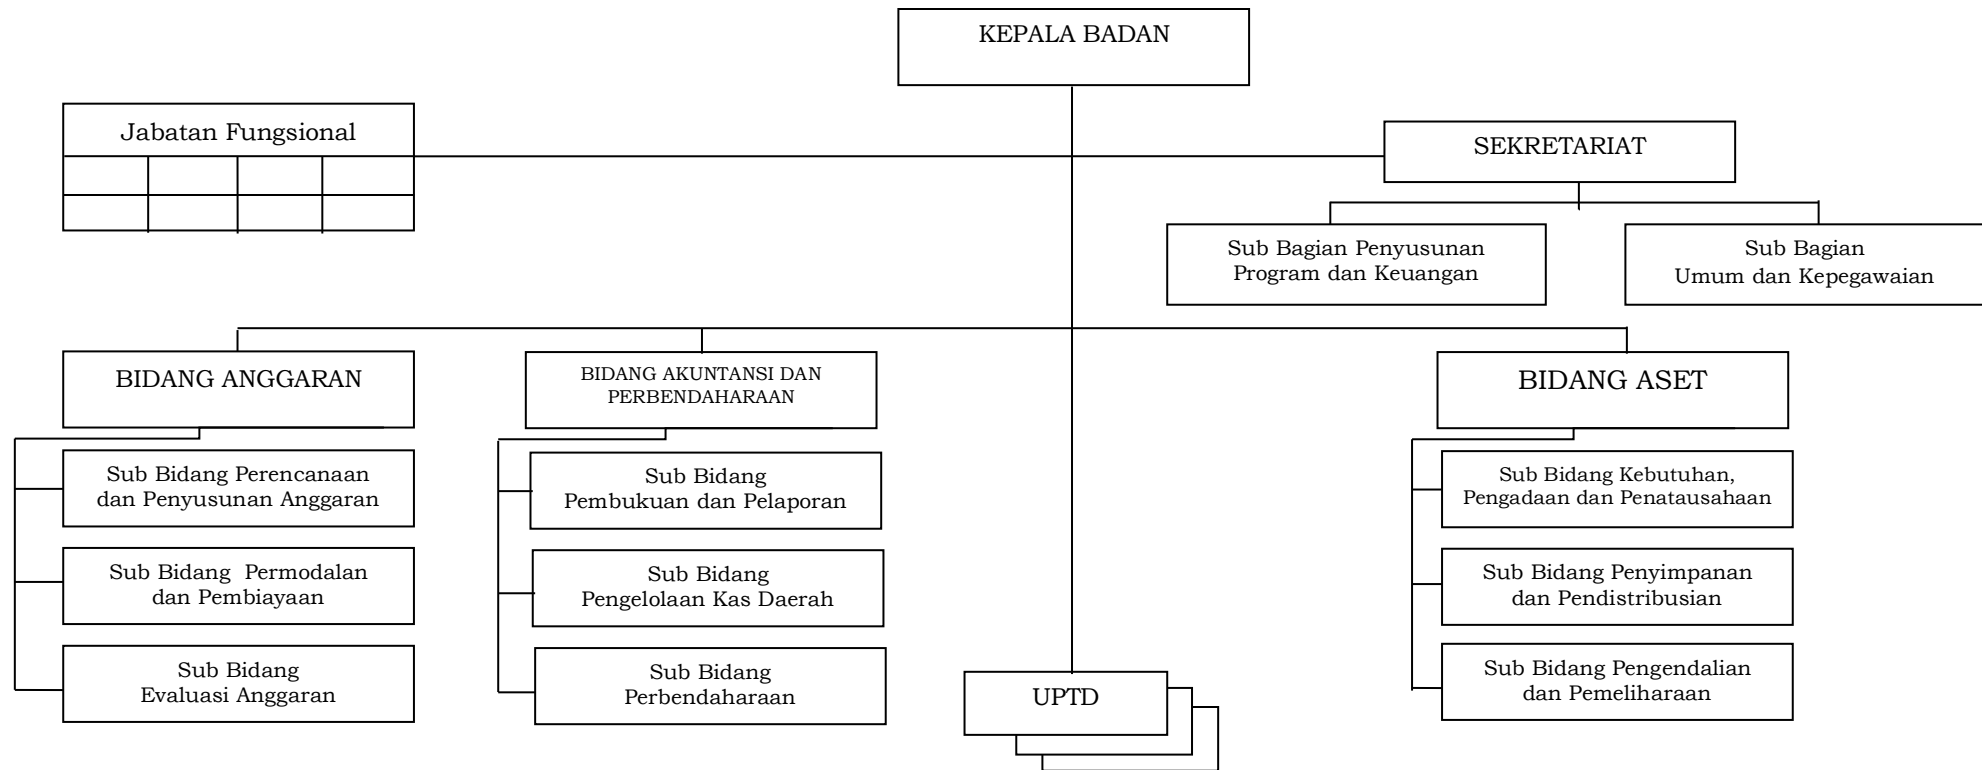 KEPALA BADAN
Jabatan Fungsional
SEKRETARIAT
Sub Bagian Penyusunan
Program dan Keuangan
Sub Bagian
Umum dan Kepegawaian
BIDANG ANGGARAN
BIDANG AKUNTANSI DAN
PERBENDAHARAAN
BIDANG ASET
Sub Bidang Perencanaan
dan Penyusunan Anggaran
Sub Bidang Permodalan
dan Pembiayaan
Sub Bidang
Evaluasi Anggaran
Sub Bidang
Pembukuan dan Pelaporan
Sub Bidang
Pengelolaan Kas Daerah
Sub Bidang
Perbendaharaan
UPTD
Sub Bidang Kebutuhan,
Pengadaan dan Penatausahaan
Sub Bidang Penyimpanan
dan Pendistribusian
Sub Bidang Pengendalian
dan Pemeliharaan